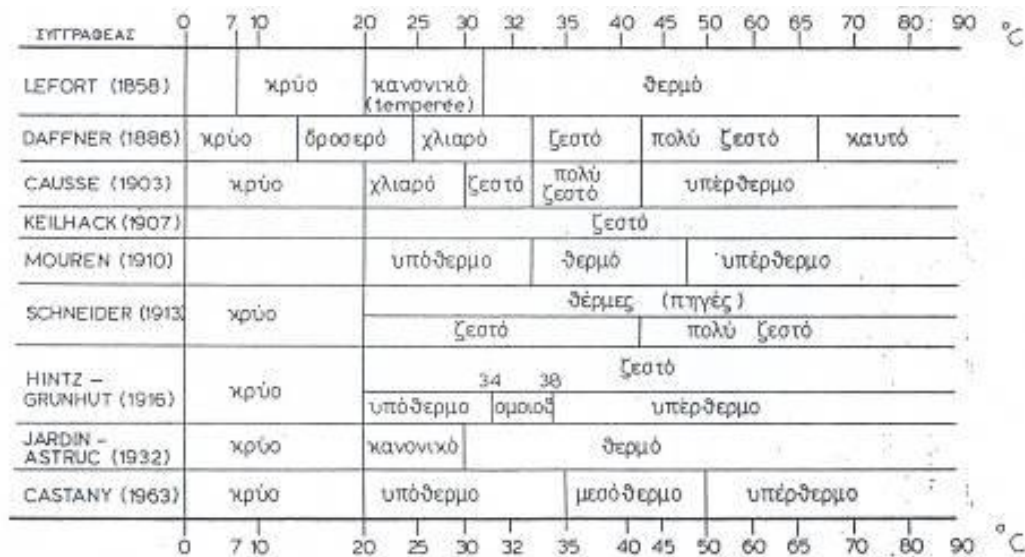 0 7 10 20 25 30 32 35 40 45 50 60 65 70 80 90 °C
ΣΥΓΓΡΑΦΕΑΣ
LEFORT (1858) κρύο κανονικό (temperée) θερμό
DAFFNER (1886) κρύο δροσερό χλιαρό ζεστό πολύ ζεστό καυτό
CAUSSE (1903) κρύο χλιαρό ζεστό πολύ ζεστό υπέρθερμο
KEILHACK (1907) ζεστό
MOUREN (1910) υπόθερμο θερμό υπέρθερμο
θέρμες (πηγές)
SCHNEIDER (1913 κρύο
ζεστό πολύ ζεστό
ζεστό
HINTZ – GRUNHUT (1916) κρύο 34 38
υπόθερμο ομοιοθ υπέρθερμο
JARDIN – ASTRUC (1932) κρύο κανονικό θερμό
CASTANY (1963) κρύο υπόθερμο μεσόθερμο υπέρθερμο
0 7 10 20 25 30 32 35 40 45 50 60 65 70 80 90 °C